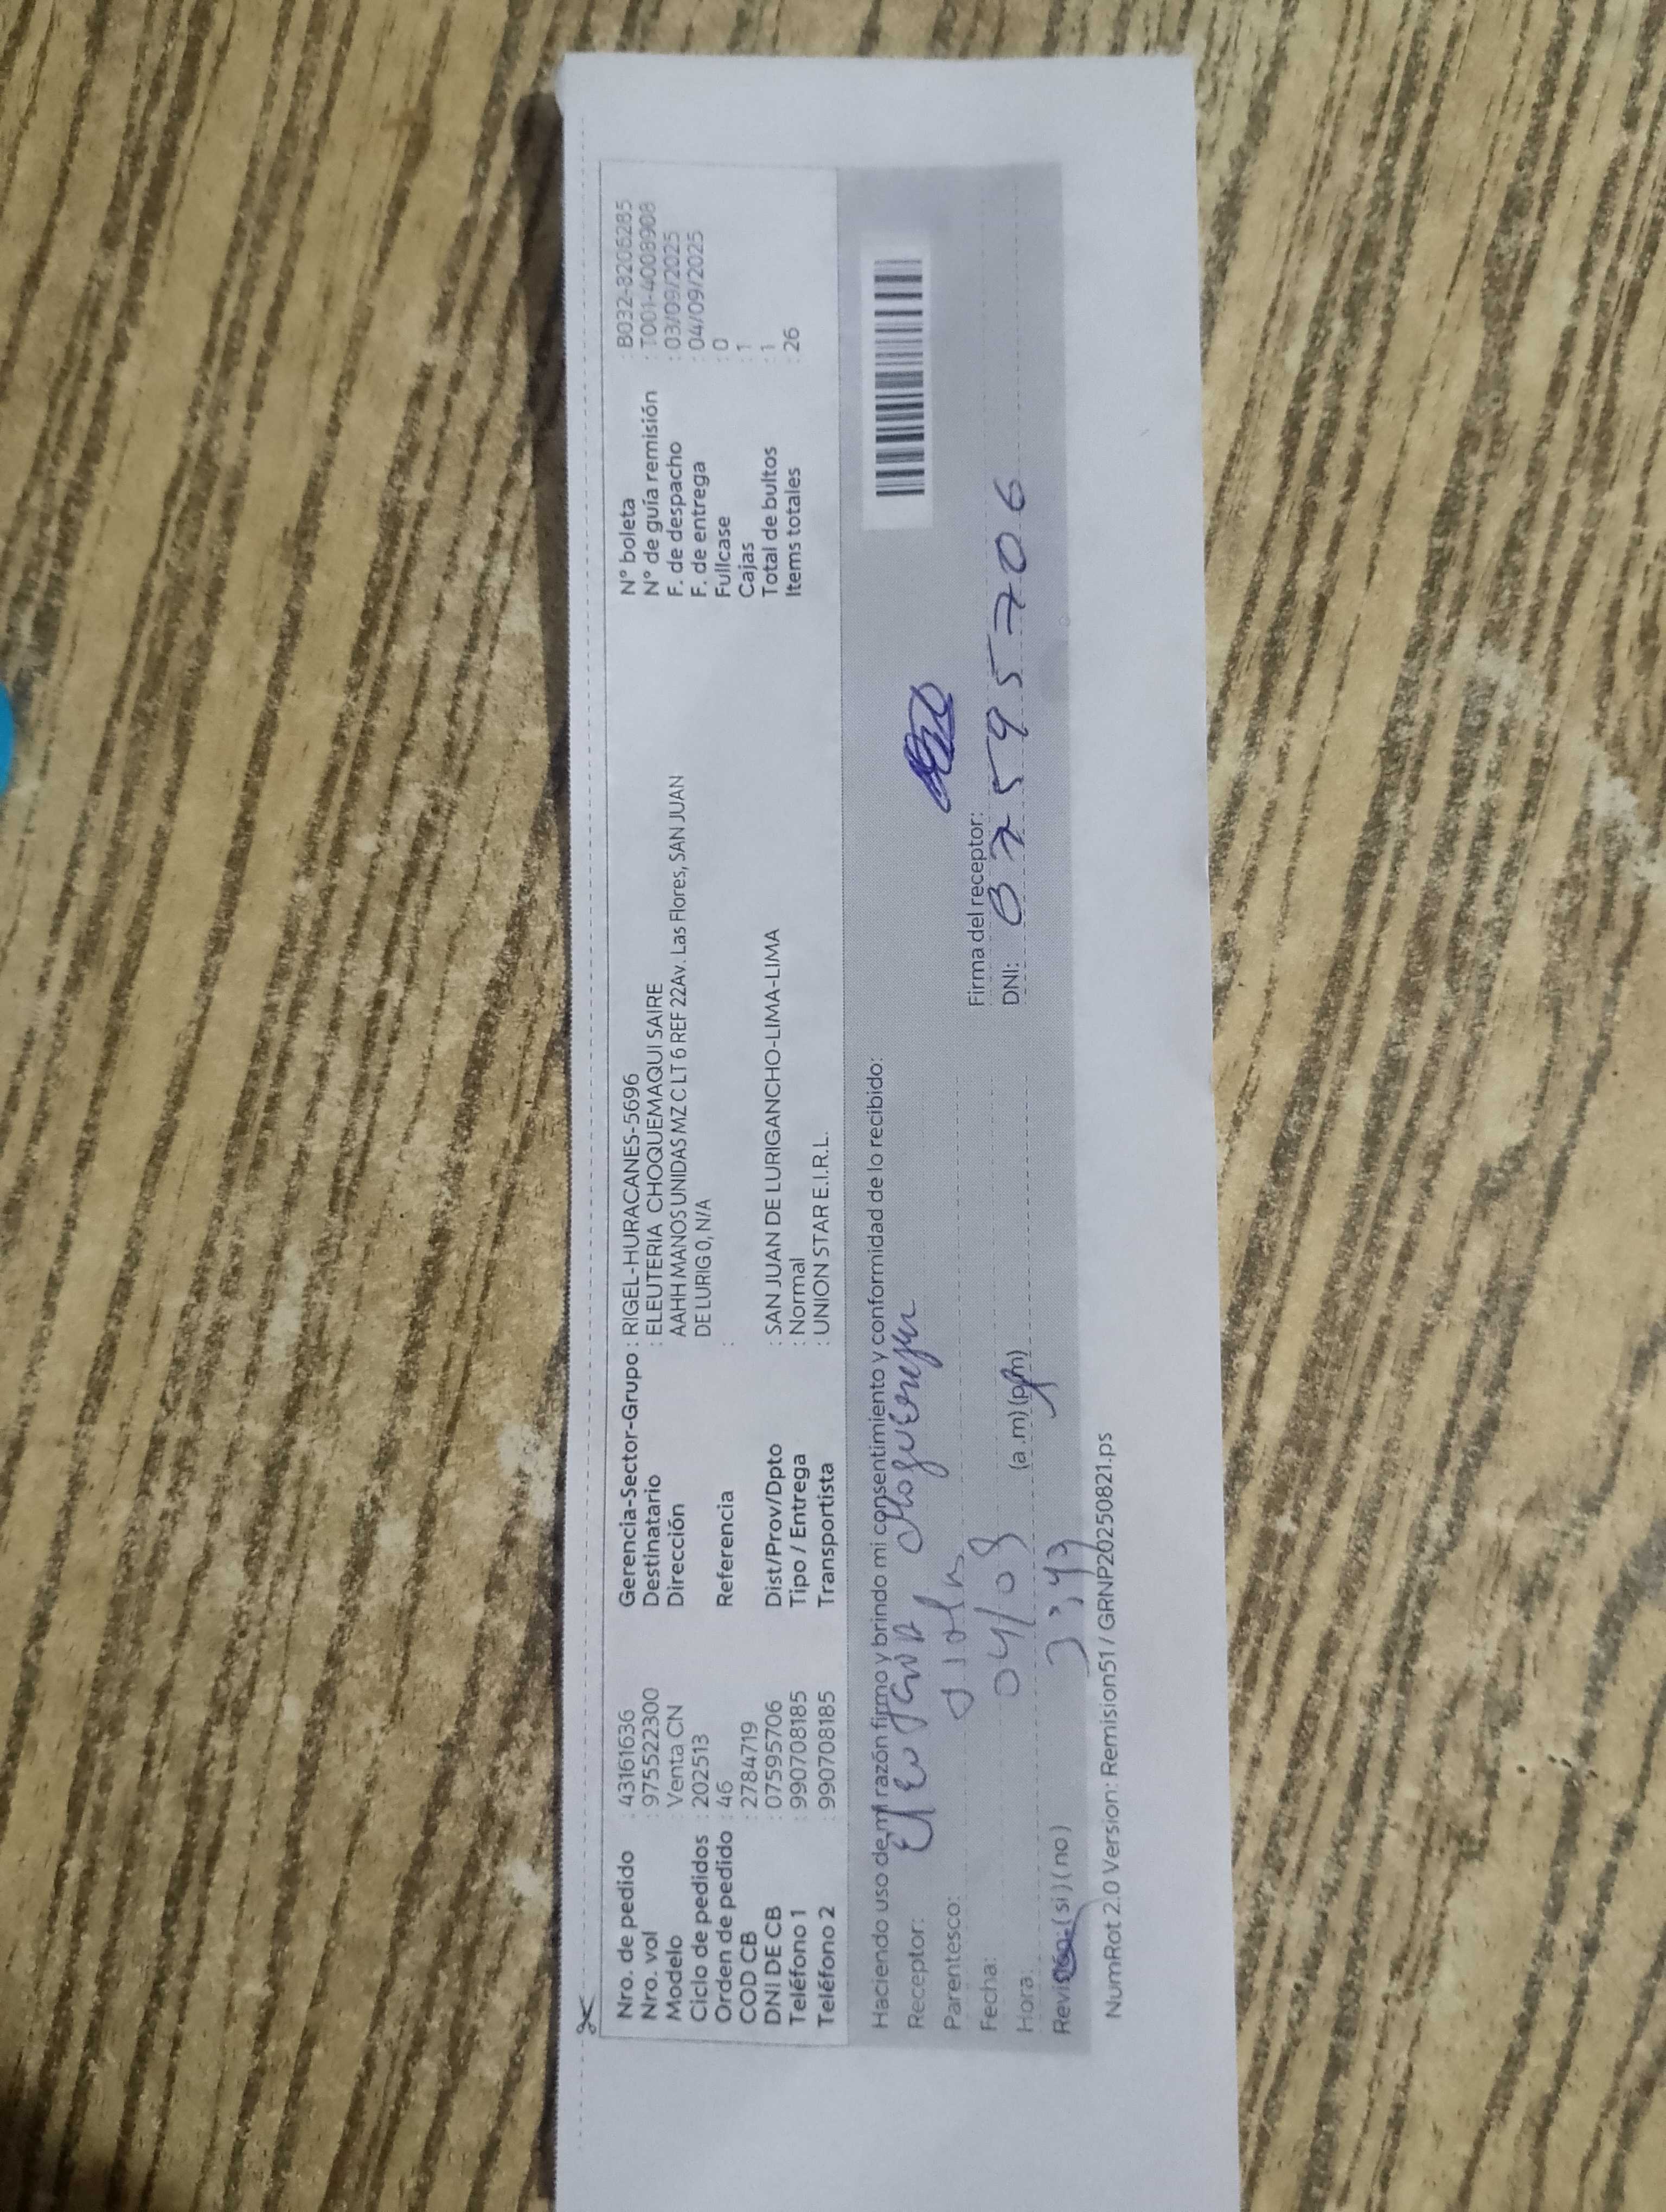 Nro. de pedido : 43161636 Gerencia-Sector-Grupo : RIGEL-HURACANES-5696 N° boleta : B032-8206285
Nro. vol : 975522300 Destinatario : ELEUTERIA CHOQUEMAQUI SAIRE N° de guía remisión : T001-4008908
Modelo : Venta CN Dirección AAHH MANOS UNIDAS MZ C LT 6 REF 22Av. Las Flores, SAN JUAN F. de despacho : 03/09/2025
Ciclo de pedidos : 202513 DE LURIG 0, N/A F. de entrega : 04/09/2025
Orden de pedido : 46 Referencia : Fullcase : 0
COD CB : 2784719 Cajas : 1
DNI DE CB : 07595706 Dist/Prov/Dpto : SAN JUAN DE LURIGANCHO-LIMA-LIMA Total de bultos : 1
Teléfono 1 : 990708185 Tipo / Entrega : Normal Items totales : 26
Teléfono 2 : 990708185 Transportista : UNION STAR E.I.R.L.
Haciendo uso de mi razón firmo y brindo mi consentimiento y conformidad de lo recibido:
Receptor:
Parentesco:
Firma del receptor:
Fecha: 04/09
DNI: 07595706
Hora: (a.m) (pm)
Revisó: (si) (no)
NumRot 2.0 Version: Remision51 / GRNP20250821.ps